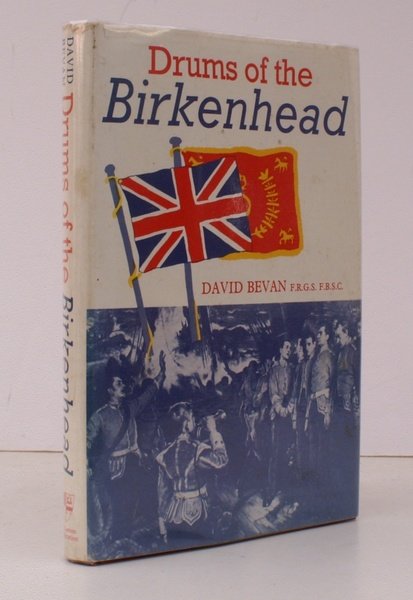 Drums of the
Birkenhead
DAVID BEVAN F.R.G.S. F.B.S.C.
DAVID
BEVAN
Drums of the Birkenhead